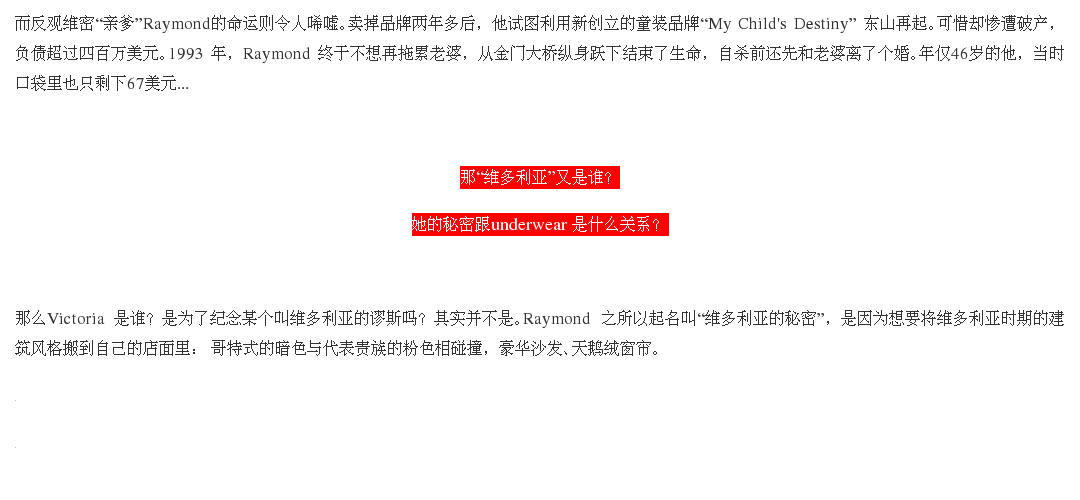 而反观维密“亲爹”Raymond的命运则令人唏嘘。卖掉品牌两年多后，他试图利用新创立的童装品牌“My Child's Destiny” 东山再起。可惜却惨遭破产，
负债超过四百万美元。1993 年，Raymond 终于不想再拖累老婆，从金门大桥纵身跃下结束了生命，自杀前还先和老婆离了个婚。年仅46岁的他，当时
口袋里也只剩下67美元...
那“维多利亚”又是谁？
她的秘密跟underwear 是什么关系？
那么Victoria 是谁？是为了纪念某个叫维多利亚的谬斯吗？其实并不是。Raymond 之所以起名叫“维多利亚的秘密”，是因为想要将维多利亚时期的建
筑风格搬到自己的店面里： 哥特式的暗色与代表贵族的粉色相碰撞，豪华沙发、天鹅绒窗帘。